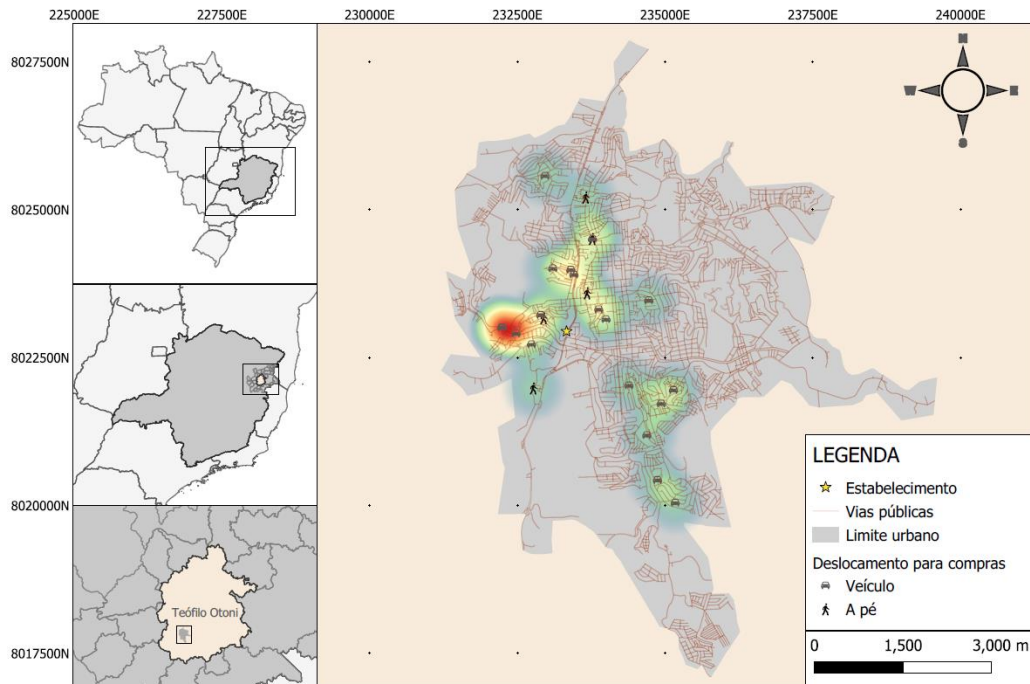 225000E 227500E 230000E 232500E 235000E 237500E 240000E
8027500N
8025000N
8022500N
8020000N
8017500N
N
W E
S
Teófilo Otoni
LEGENDA
Estabelecimento
Vias públicas
Limite urbano
Deslocamento para compras
Veículo
A pé
0 1,500 3,000 m